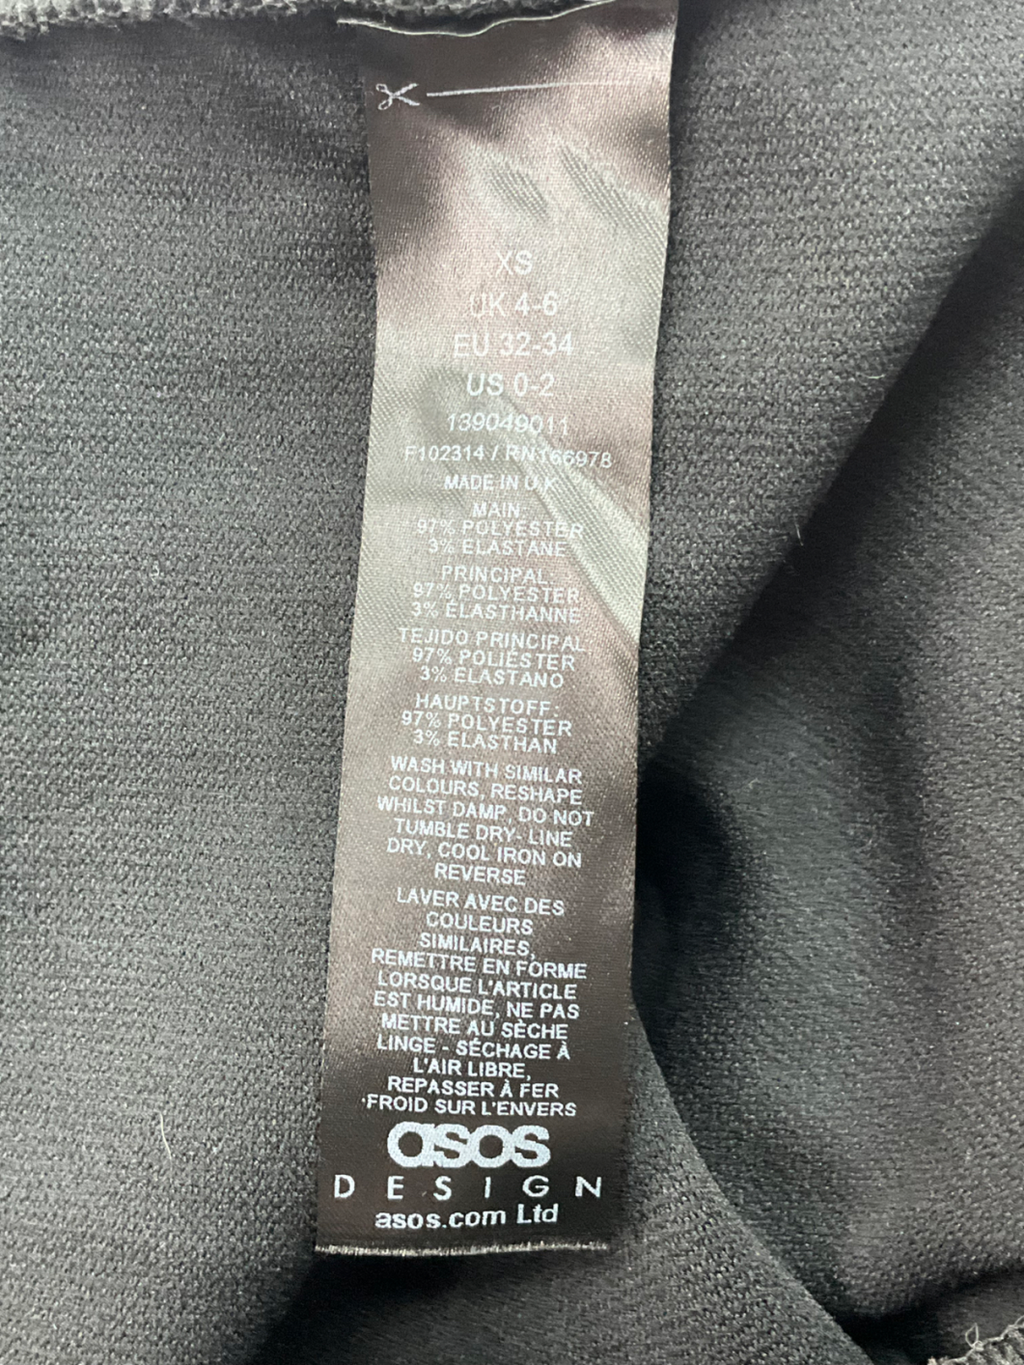 XS
UK 4-6
EU 32-34
US 0-2
139049011
F102314 / RN166978
MADE IN U.K
MAIN:
97% POLYESTER
3% ELASTANE
PRINCIPAL:
97% POLYESTER
3% ÉLASTHANNE
TEJIDO PRINCIPAL
97% POLIÉSTER
3% ELASTANO
HAUPTSTOFF:
97% POLYESTER
3% ELASTHAN
WASH WITH SIMILAR
COLOURS, RESHAPE
WHILST DAMP, DO NOT
TUMBLE DRY- LINE
DRY, COOL IRON ON
REVERSE
LAVER AVEC DES
COULEURS
SIMILAIRES,
REMETTRE EN FORME
LORSQUE L'ARTICLE
EST HUMIDE, NE PAS
METTRE AU SÈCHE
LINGE - SÉCHAGE À
L'AIR LIBRE,
REPASSER À FER
FROID SUR L'ENVERS
asos
DESIGN
asos.com Ltd